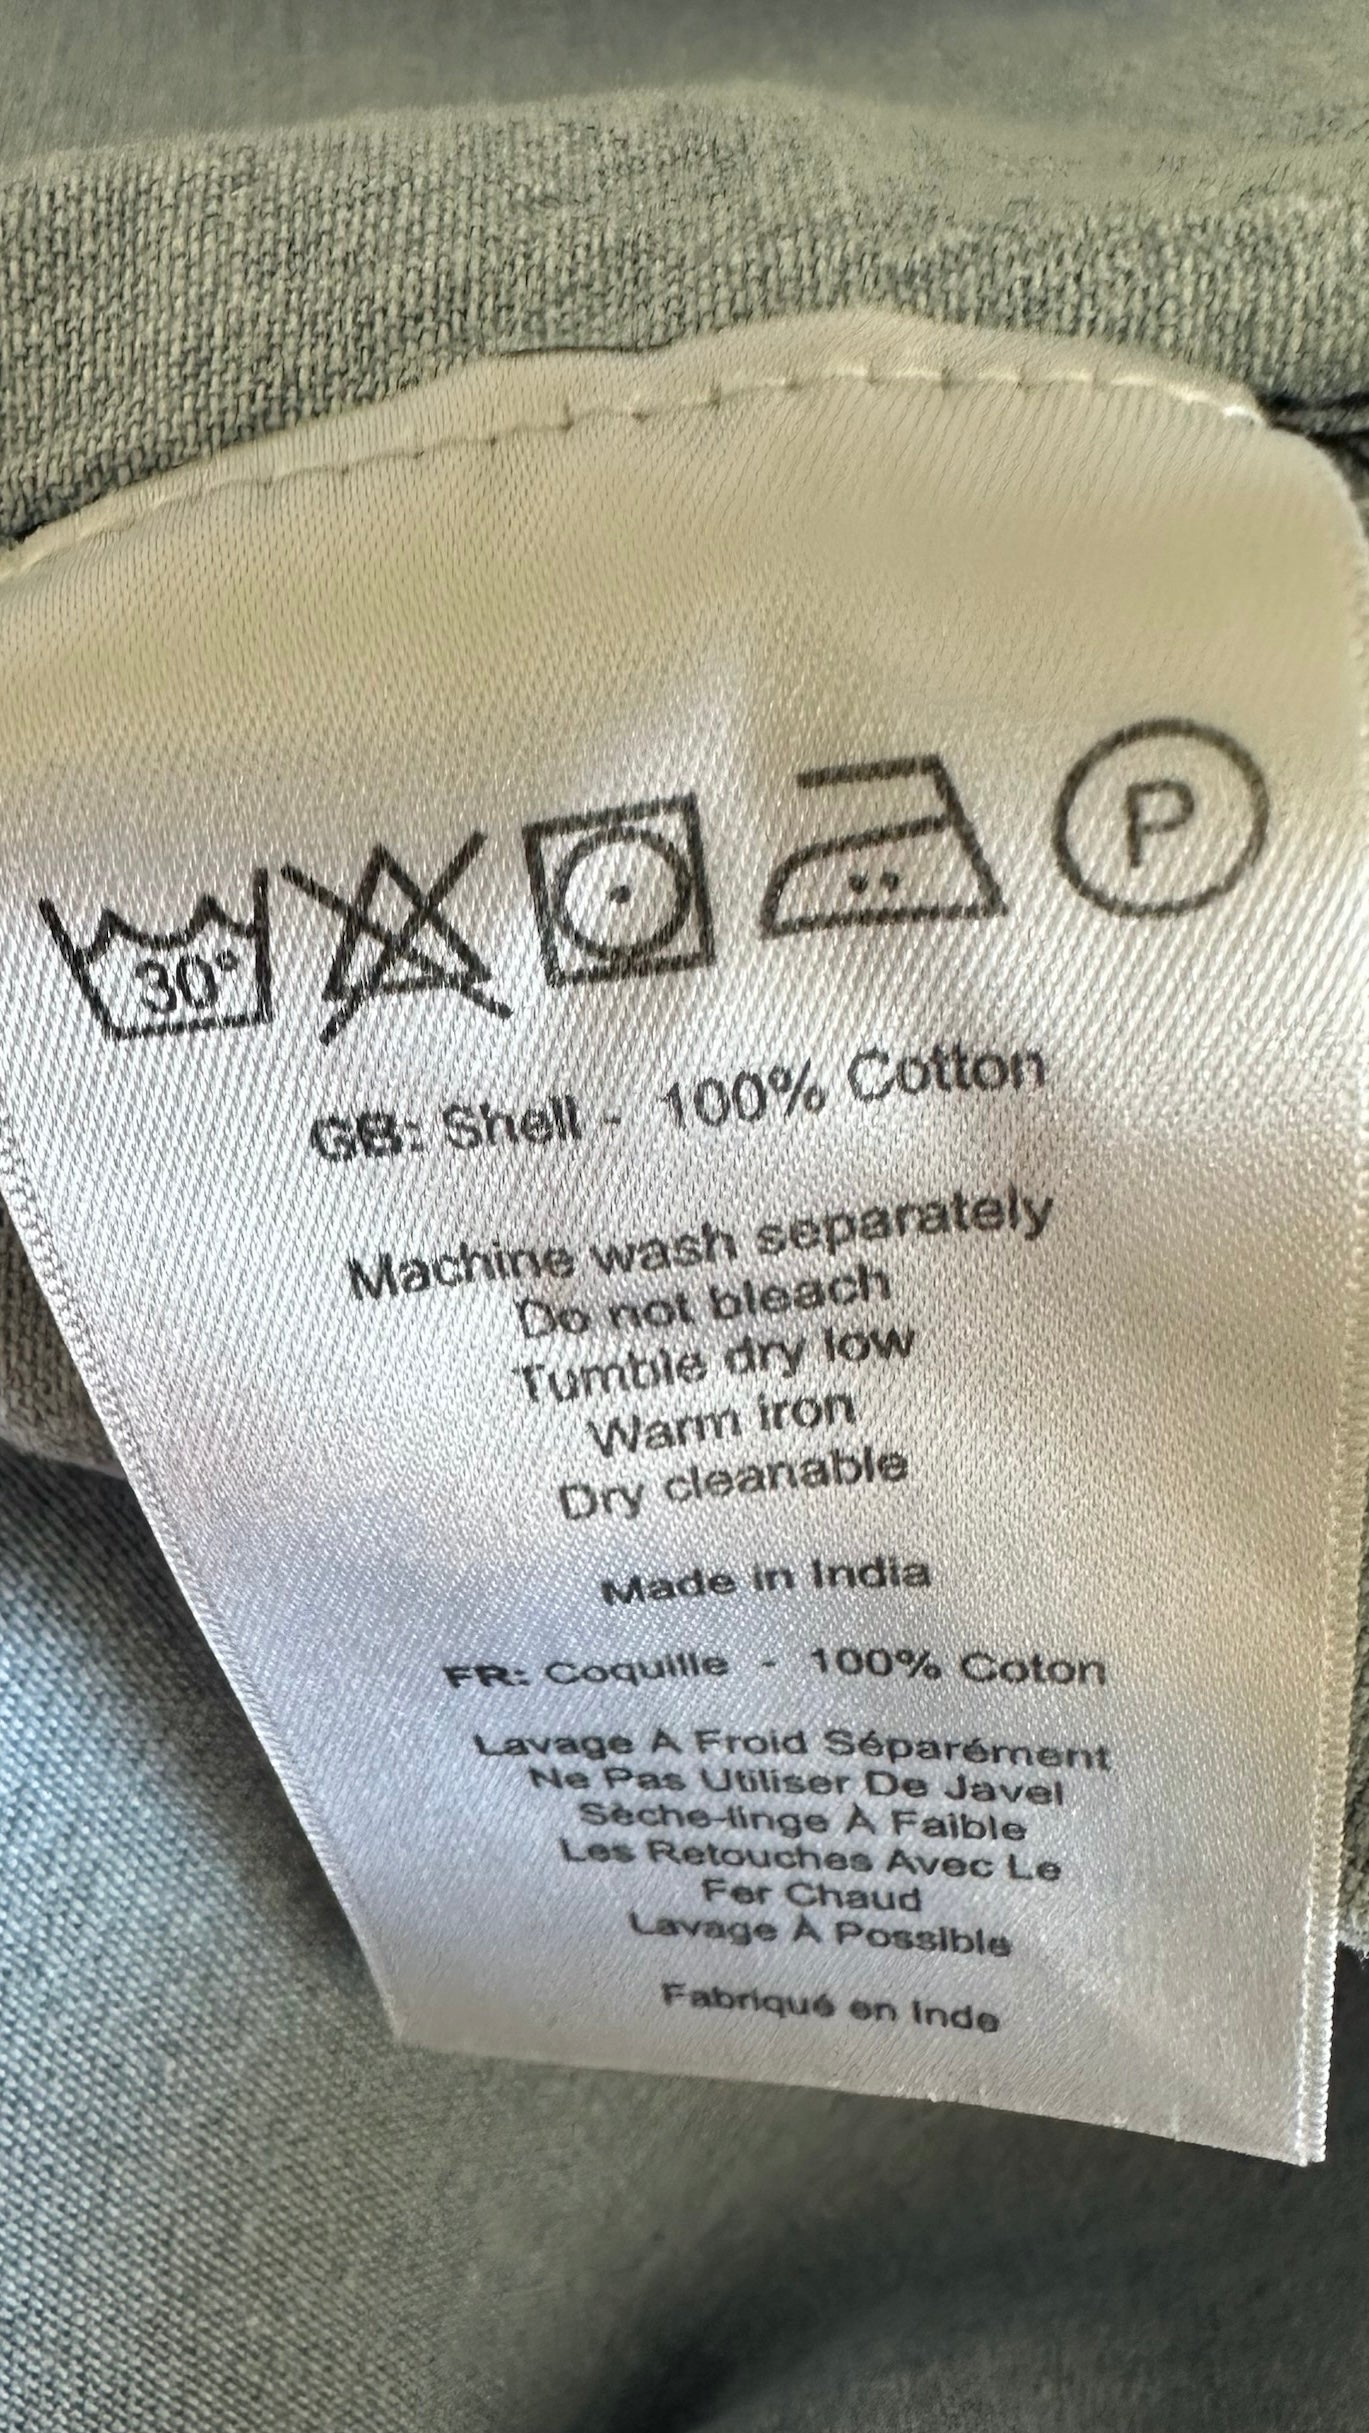 30°
P
GB: Shell - 100% Cotton
Machine wash separately
Do not bleach
Tumble dry low
Warm iron
Dry cleanable
Made in India
FR: Coquille - 100% Coton
Lavage À Froid Séparément
Ne Pas Utiliser De Javel
Sèche-linge À Faible
Les Retouches Avec Le
Fer Chaud
Lavage À Possible
Fabriqué en Inde